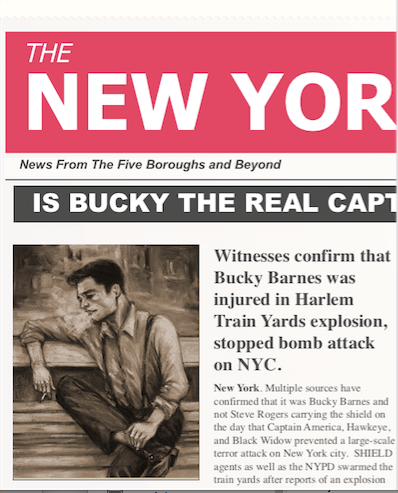 THE
NEW YOR
News From The Five Boroughs and Beyond
IS BUCKY THE REAL CAPT
Witnesses confirm that
Bucky Barnes was
injured in Harlem
Train Yards explosion,
stopped bomb attack
on NYC.
New York. Multiple sources have
confirmed that it was Bucky Barnes and
not Steve Rogers carrying the shield on
the day that Captain America, Hawkeye,
and Black Widow prevented a large-scale
terror attack on New York city. SHIELD
agents as well as the NYPD swarmed the
train yards after reports of an explosion